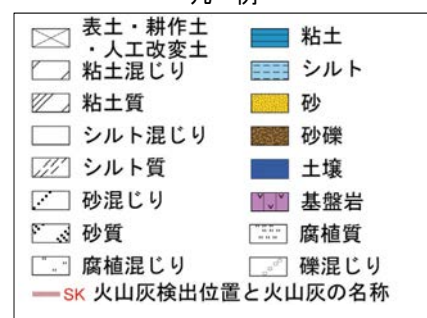 凡 例
表土・耕作土
・人工改変土
粘土混じり
粘土質
シルト混じり
シルト質
砂混じり
砂質
腐植混じり
粘土
シルト
砂
砂礫
土壌
基盤岩
腐植質
礫混じり
SK 火山灰検出位置と火山灰の名称